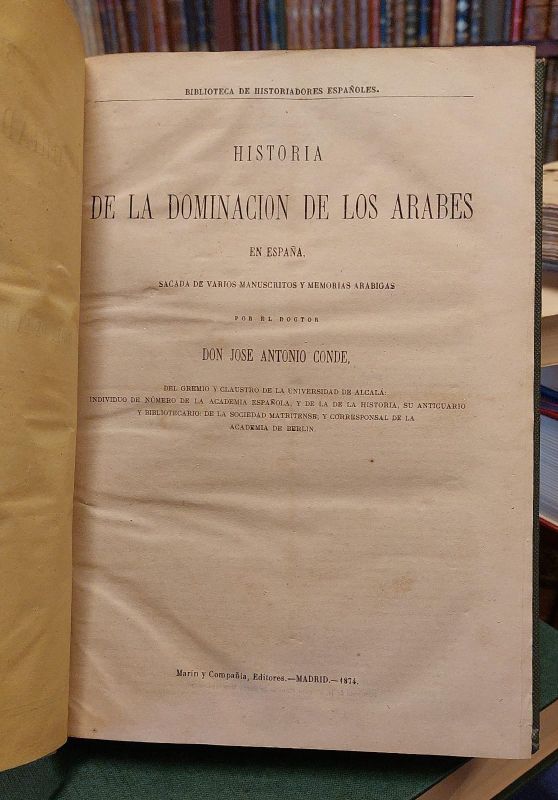 BIBLIOTECA DE HISTORIADORES ESPAÑOLES.
HISTORIA
DE LA DOMINACION DE LOS ARABES
EN ESPAÑA,
SACADA DE VARIOS MANUSCRITOS Y MEMORIAS ARABIGAS
POR EL DOCTOR
DON JOSE ANTONIO CONDE,
DEL GREMIO Y CLAUSTRO DE LA UNIVERSIDAD DE ALCALÁ:
INDIVIDUO DE NÚMERO DE LA ACADEMIA ESPAÑOLA, Y DE LA DE LA HISTORIA, SU ANTICUARIO
Y BIBLIOTECARIO: DE LA SOCIEDAD MATRITENSE; Y CORRESPONSAL DE LA
ACADEMIA DE BERLIN.
Marin y Compañia, Editores.—MADRID.—1874.